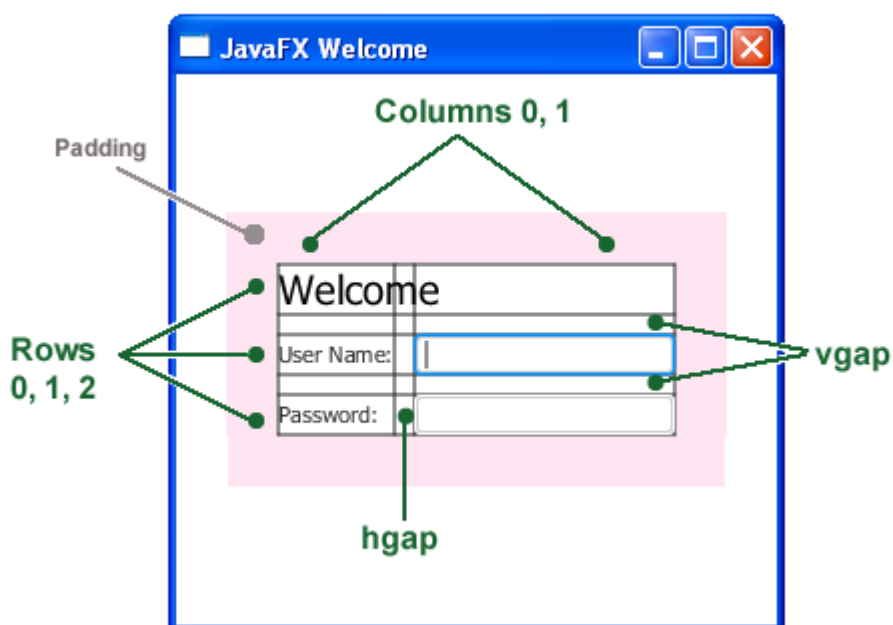 JavaFX Welcome
Columns 0, 1
Padding
Welcome
Rows
0, 1, 2
User Name:
vgap
Password:
hgap